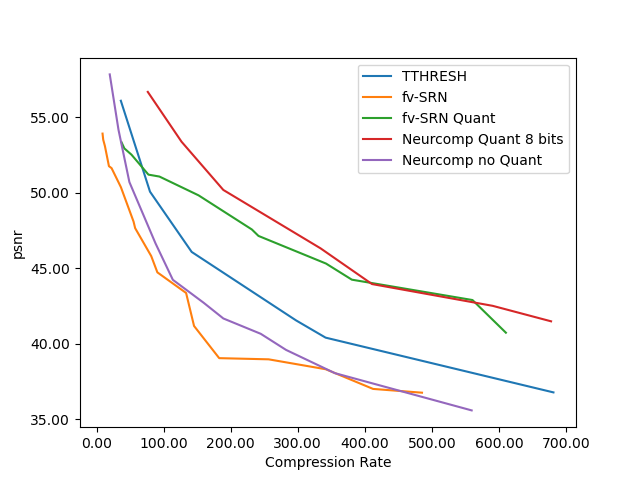 TTHRESH
fv-SRN
fv-SRN Quant
Neurcomp Quant 8 bits
Neurcomp no Quant
psnr
55.00
50.00
45.00
40.00
35.00
0.00 100.00 200.00 300.00 400.00 500.00 600.00 700.00
Compression Rate